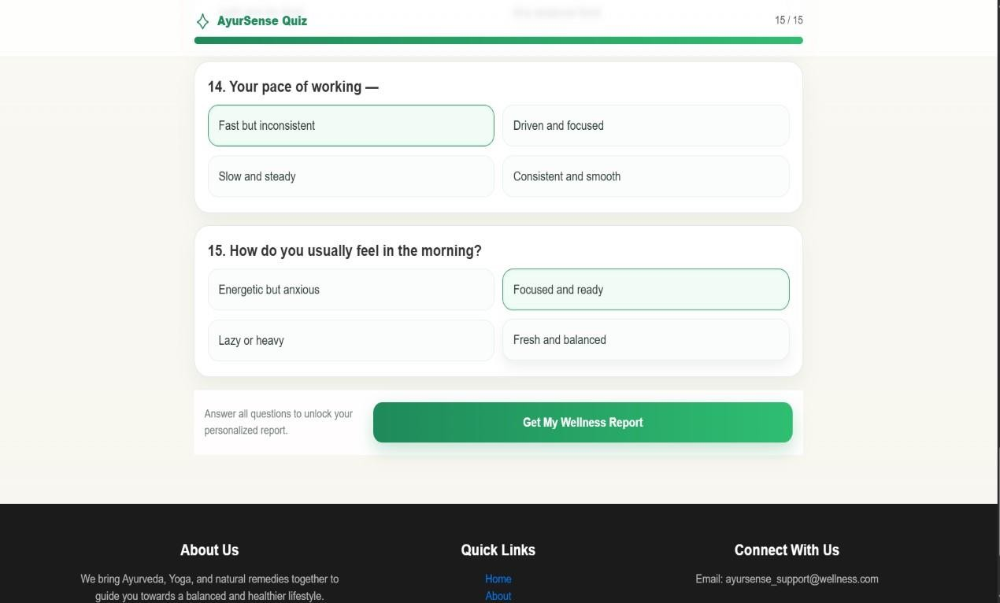 AyurSense Quiz
15 / 15
14. Your pace of working —
Fast but inconsistent
Driven and focused
Slow and steady
Consistent and smooth
15. How do you usually feel in the morning?
Energetic but anxious
Focused and ready
Lazy or heavy
Fresh and balanced
Answer all questions to unlock your
personalized report.
Get My Wellness Report
About Us
We bring Ayurveda, Yoga, and natural remedies together to
guide you towards a balanced and healthier lifestyle.
Quick Links
Home
About
Connect With Us
Email: ayursense_support@wellness.com